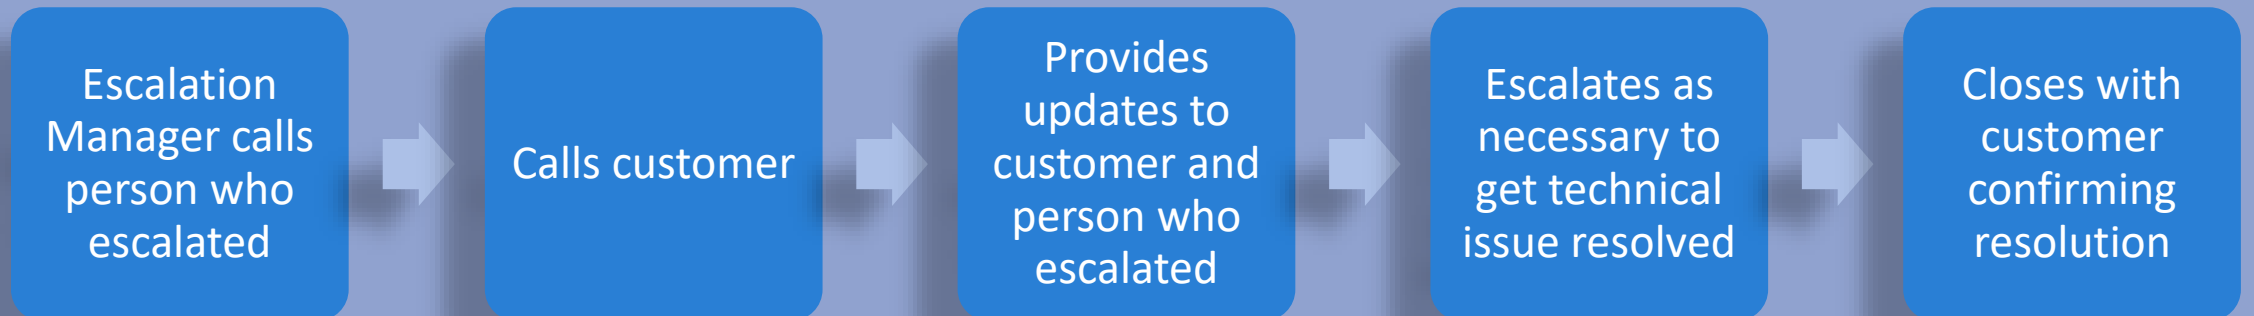 Escalation
Manager calls
person who
escalated
Calls customer
Provides
updates to
customer and
person who
escalated
Escalates as
necessary to
get technical
issue resolved
Closes with
customer
confirming
resolution